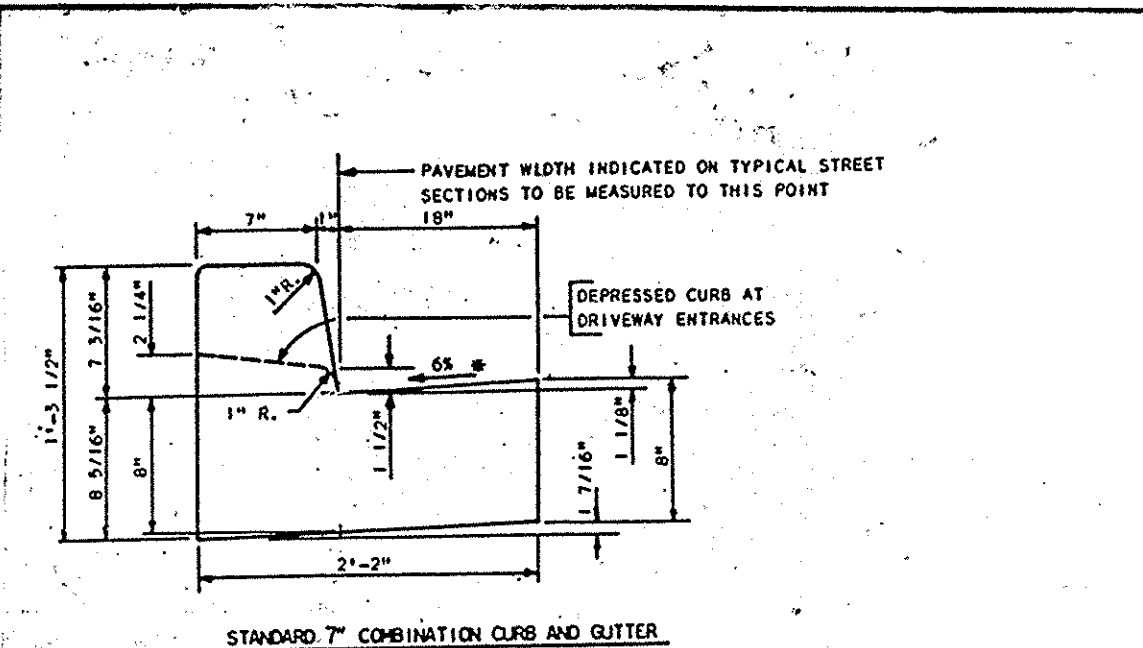 PAVEMENT WIDTH INDICATED ON TYPICAL STREET
SECTIONS TO BE MEASURED TO THIS POINT
7"
1"
18"
1'-3 1/2"
7 3/16"
2 1/4"
1"R.
DEPRESSED CURB AT
DRIVEWAY ENTRANCES
6% *
1" R.
8 5/16"
8"
1 1/2"
1 1/8"
8"
1 7/16"
2'-2"
STANDARD 7" COMBINATION CURB AND GUTTER